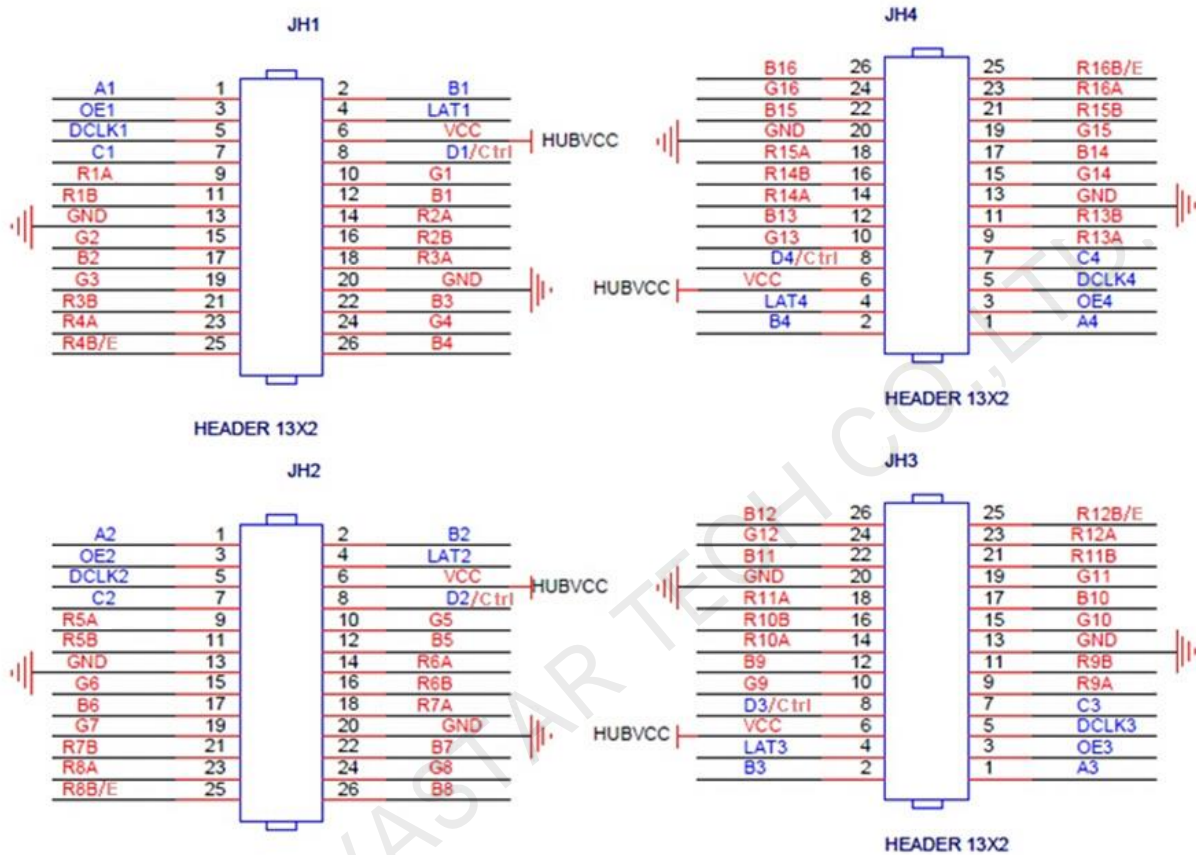 JH1
A1 1 2 B1
OE1 3 4 LAT1
DCLK1 5 6 VCC HUBVCC
C1 7 8 D1/Ctrl
R1A 9 10 G1
R1B 11 12 B1
GND 13 14 R2A
G2 15 16 R2B
B2 17 18 R3A
G3 19 20 GND
R3B 21 22 B3
R4A 23 24 G4
R4B/E 25 26 B4
HEADER 13X2
JH4
B16 26 25 R16B/E
G16 24 23 R16A
B15 22 21 R15B
GND 20 19 G15
R15A 18 17 B14
R14B 16 15 G14
R14A 14 13 GND
B13 12 11 R13B
G13 10 9 R13A
D4/Ctrl 8 7 C4
HUBVCC VCC 6 5 DCLK4
LAT4 4 3 OE4
B4 2 1 A4
HEADER 13X2
JH2
A2 1 2 B2
OE2 3 4 LAT2
DCLK2 5 6 VCC HUBVCC
C2 7 8 D2/Ctrl
R5A 9 10 G5
R5B 11 12 B5
GND 13 14 R6A
G6 15 16 R6B
B6 17 18 R7A
G7 19 20 GND
R7B 21 22 B7
R8A 23 24 G8
R8B/E 25 26 B8
JH3
B12 26 25 R12B/E
G12 24 23 R12A
B11 22 21 R11B
GND 20 19 G11
R11A 18 17 B10
R10B 16 15 G10
R10A 14 13 GND
B9 12 11 R9B
G9 10 9 R9A
D3/Ctrl 8 7 C3
HUBVCC VCC 6 5 DCLK3
LAT3 4 3 OE3
B3 2 1 A3
HEADER 13X2
TECH CO.,LTD.